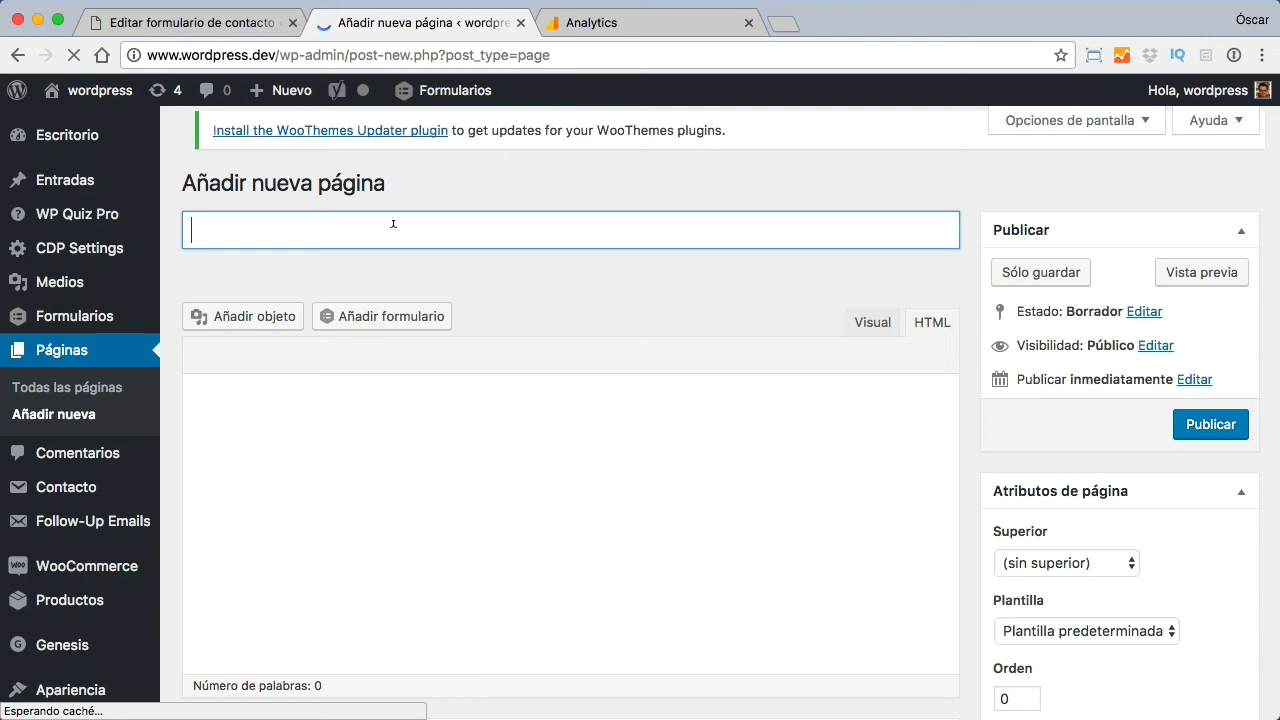 Editar formulario de contacto
Añadir nueva página ‹ wordpre
Analytics
Óscar
www.wordpress.dev/wp-admin/post-new.php?post_type=page
wordpress
4
0
Nuevo
Formularios
Hola, wordpress
Escritorio
Entradas
WP Quiz Pro
CDP Settings
Medios
Formularios
Páginas
Todas las páginas
Añadir nueva
Comentarios
Contacto
Follow-Up Emails
WooCommerce
Productos
Genesis
Apariencia
Esperando caché...
Install the WooThemes Updater plugin to get updates for your WooThemes plugins.
Opciones de pantalla
Ayuda
Añadir nueva página
Añadir objeto
Añadir formulario
Visual
HTML
Número de palabras: 0
Publicar
Sólo guardar
Vista previa
Estado: Borrador Editar
Visibilidad: Público Editar
Publicar inmediatamente Editar
Publicar
Atributos de página
Superior
(sin superior)
Plantilla
Plantilla predeterminada
Orden
0